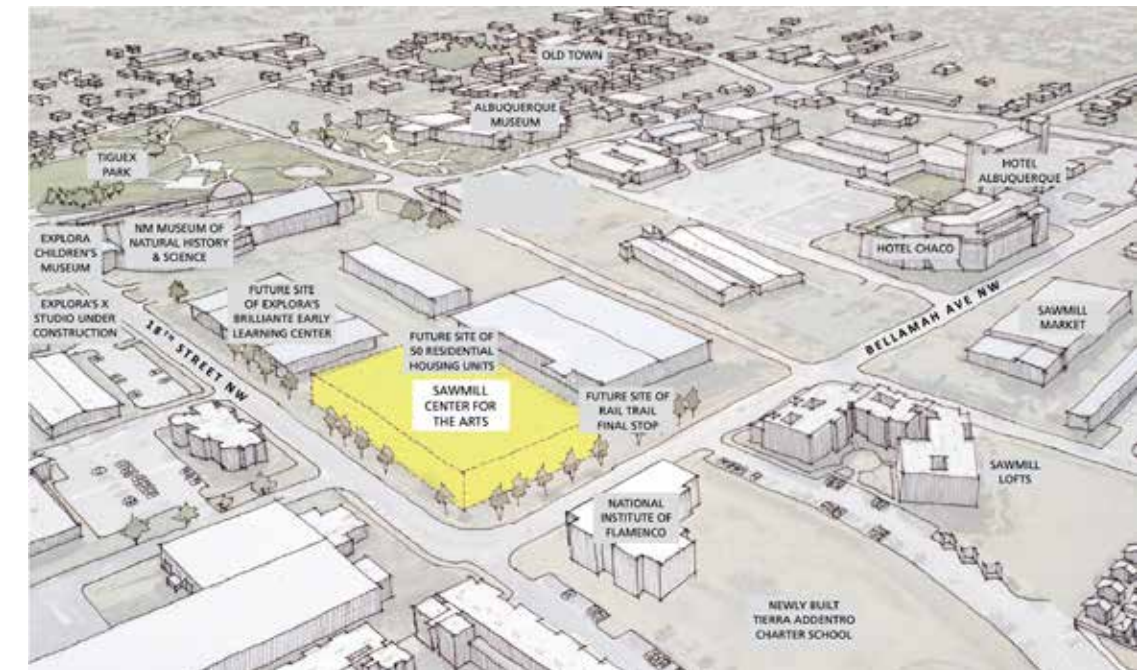 OLD TOWN
ALBUQUERQUE
MUSEUM
TIGUEX
PARK
HOTEL
ALBUQUERQUE
NM MUSEUM OF
NATURAL HISTORY
& SCIENCE
EXPLORA
CHILDREN'S
MUSEUM
HOTEL CHACO
EXPLORA'S X
STUDIO UNDER
CONSTRUCTION
FUTURE SITE
OF EXPLORA'S
BRILLIANTE EARLY
LEARNING CENTER
18TH STREET NW
FUTURE SITE OF
50 RESIDENTIAL
HOUSING UNITS
BELLAMAH AVE NW
SAWMILL
MARKET
SAWMILL
CENTER FOR
THE ARTS
FUTURE SITE OF
RAIL TRAIL
FINAL STOP
SAWMILL
LOFTS
NATIONAL
INSTITUTE OF
FLAMENCO
NEWLY BUILT
TIERRA ADDENTRO
CHARTER SCHOOL